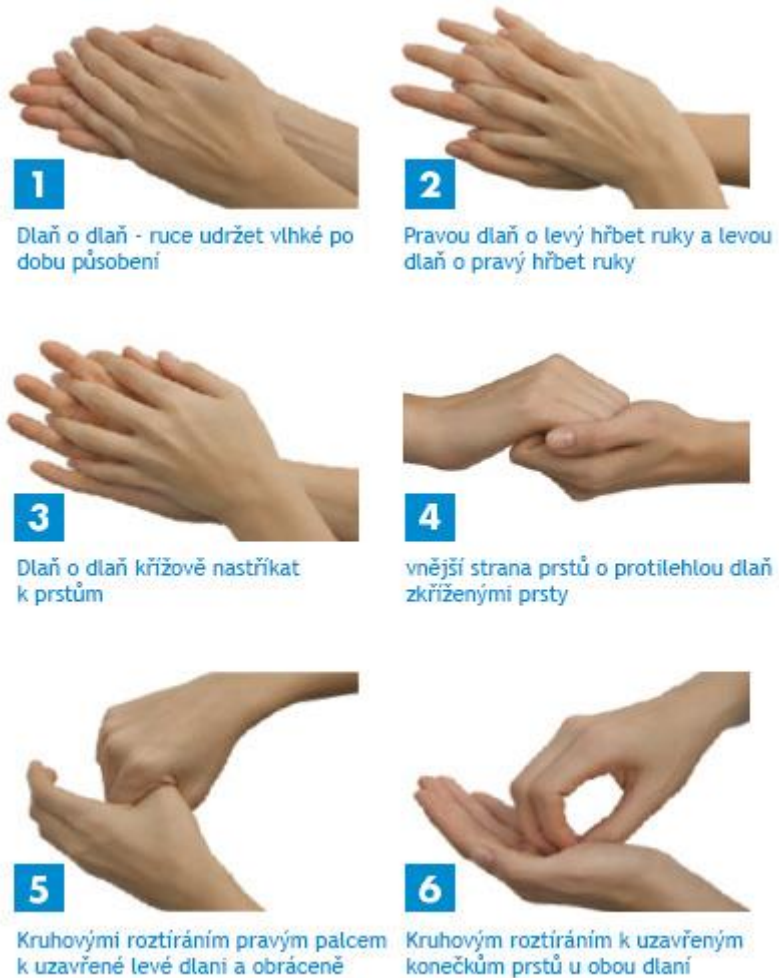 1
Dlaň o dlaň - ruce udržet vlhké po
dobu působení
2
Pravou dlaň o levý hřbet ruky a levou
dlaň o pravý hřbet ruky
3
Dlaň o dlaň křížově nastříkat
k prstům
4
vnější strana prstů o protilehlou dlaň
zkříženými prsty
5
Kruhovými roztíráním pravým palcem
k uzavřené levé dlani a obráceně
6
Kruhovým roztíráním k uzavřeným
konečkům prstů u obou dlaní